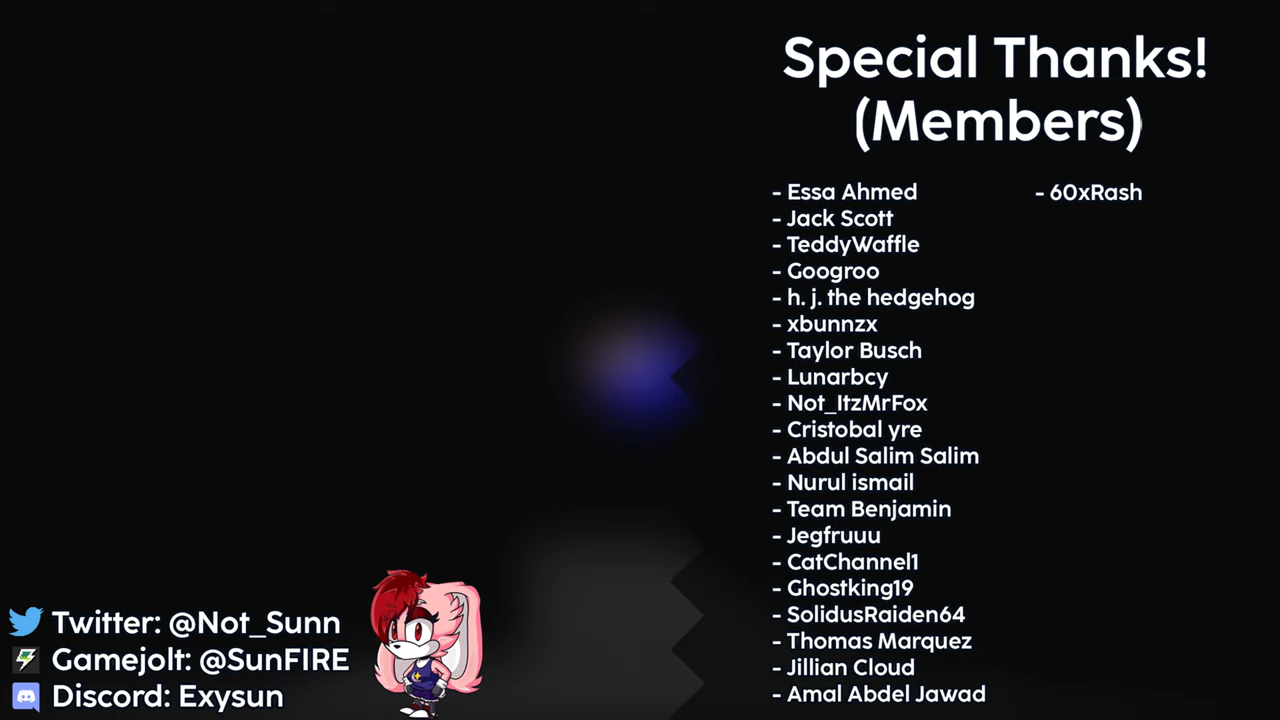 Special Thanks!
(Members)
- Essa Ahmed
- Jack Scott
- TeddyWaffle
- Googroo
- h. j. the hedgehog
- xbunnzx
- Taylor Busch
- Lunarbcy
- Not_ItzMrFox
- Cristobal yre
- Abdul Salim Salim
- Nurul ismail
- Team Benjamin
- Jegfruuu
- CatChannel1
- Ghostking19
- SolidusRaiden64
- Thomas Marquez
- Jillian Cloud
- Amal Abdel Jawad
- 60xRash
Twitter: @Not_Sunn
Gamejolt: @SunFIRE
Discord: Exysun